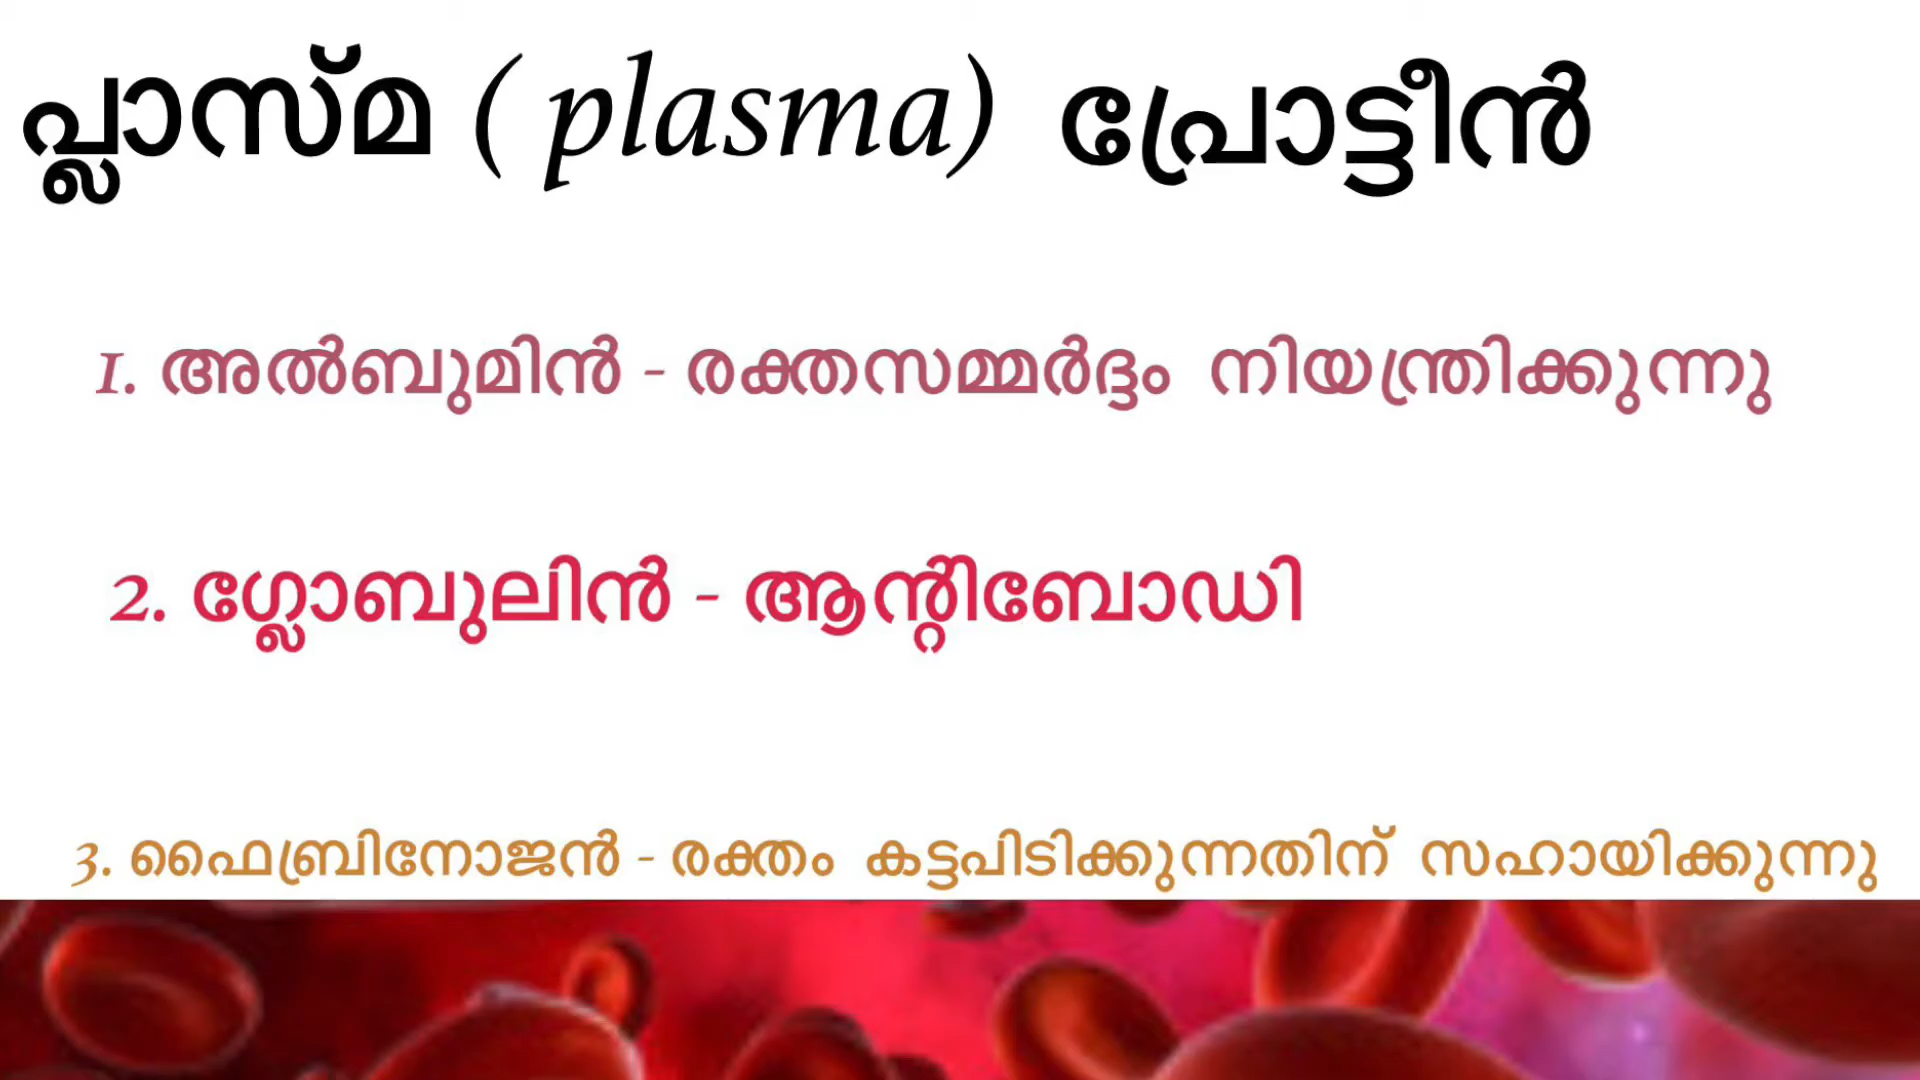 പ്ലാസ്മ ( plasma) പ്രോട്ടീൻ
1. അൽബുമിൻ - രക്തസമ്മർദ്ദം നിയന്ത്രിക്കുന്നു
2. ഗ്ലോബുലിൻ - ആന്റിബോഡി
3. ഫൈബ്രിനോജൻ - രക്തം കട്ടപിടിക്കുന്നതിന് സഹായിക്കുന്നു